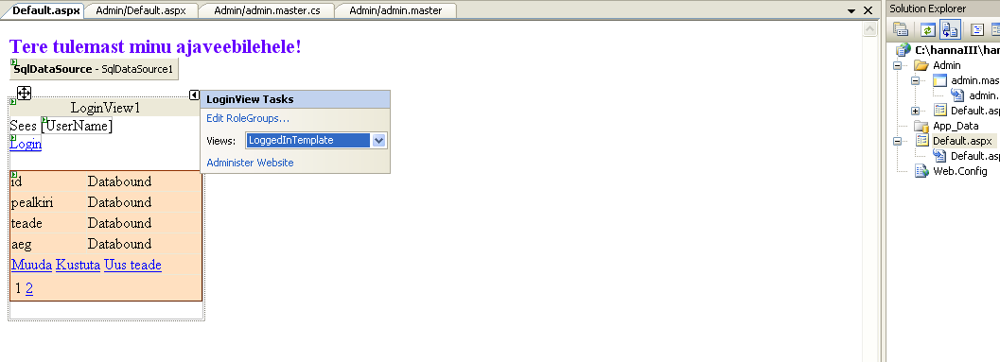 Default.aspx Admin/Default.aspx Admin/admin.master.cs Admin/admin.master
Tere tulemast minu ajaveebilehele!
SqlDataSource - SqlDataSource1
LoginView1
Sees [UserName]
Login
LoginView Tasks
Edit RoleGroups...
Views: LoggedInTemplate
Administer Website
id Databound
pealkiri Databound
teade Databound
aeg Databound
Muuda Kustuta Uus teade
1 2
Solution Explorer
C:\hannaIII\han
Admin
admin.mas
admin.
Default.asp
App_Data
Default.aspx
Default.asp
Web.Config